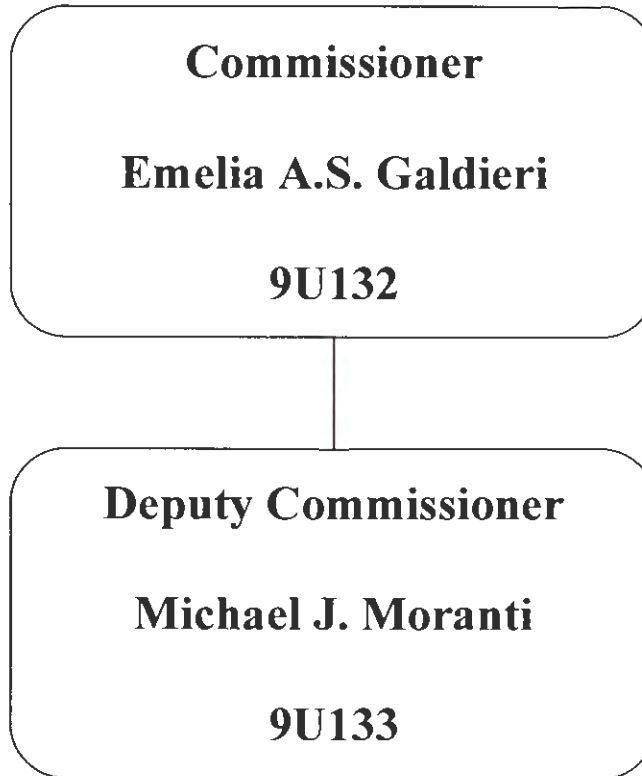 Commissioner
Emelia A.S. Galdieri
9U132
Deputy Commissioner
Michael J. Moranti
9U133